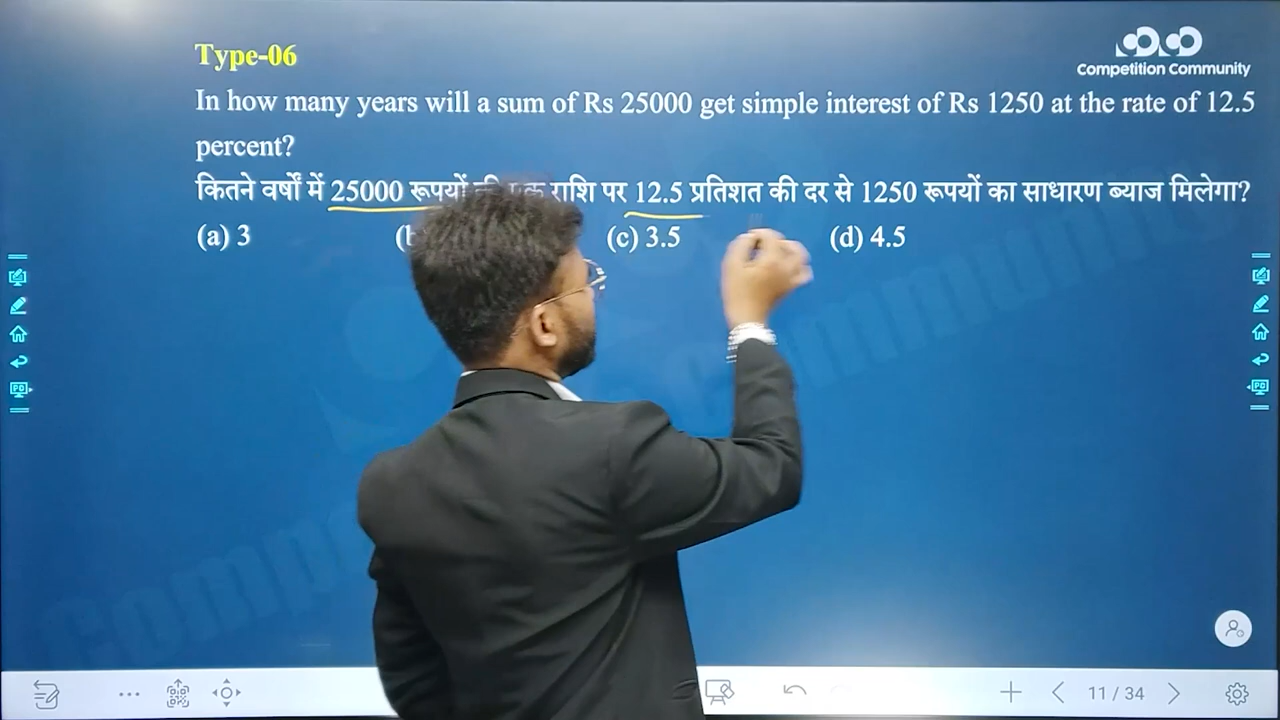 Type-06
Competition Community
In how many years will a sum of Rs 25000 get simple interest of Rs 1250 at the rate of 12.5
percent?
कितने वर्षों में 25000 रूपयों राशि पर 12.5 प्रतिशत की दर से 1250 रूपयों का साधारण ब्याज मिलेगा?
(a) 3 (c) 3.5 (d) 4.5
11 / 34